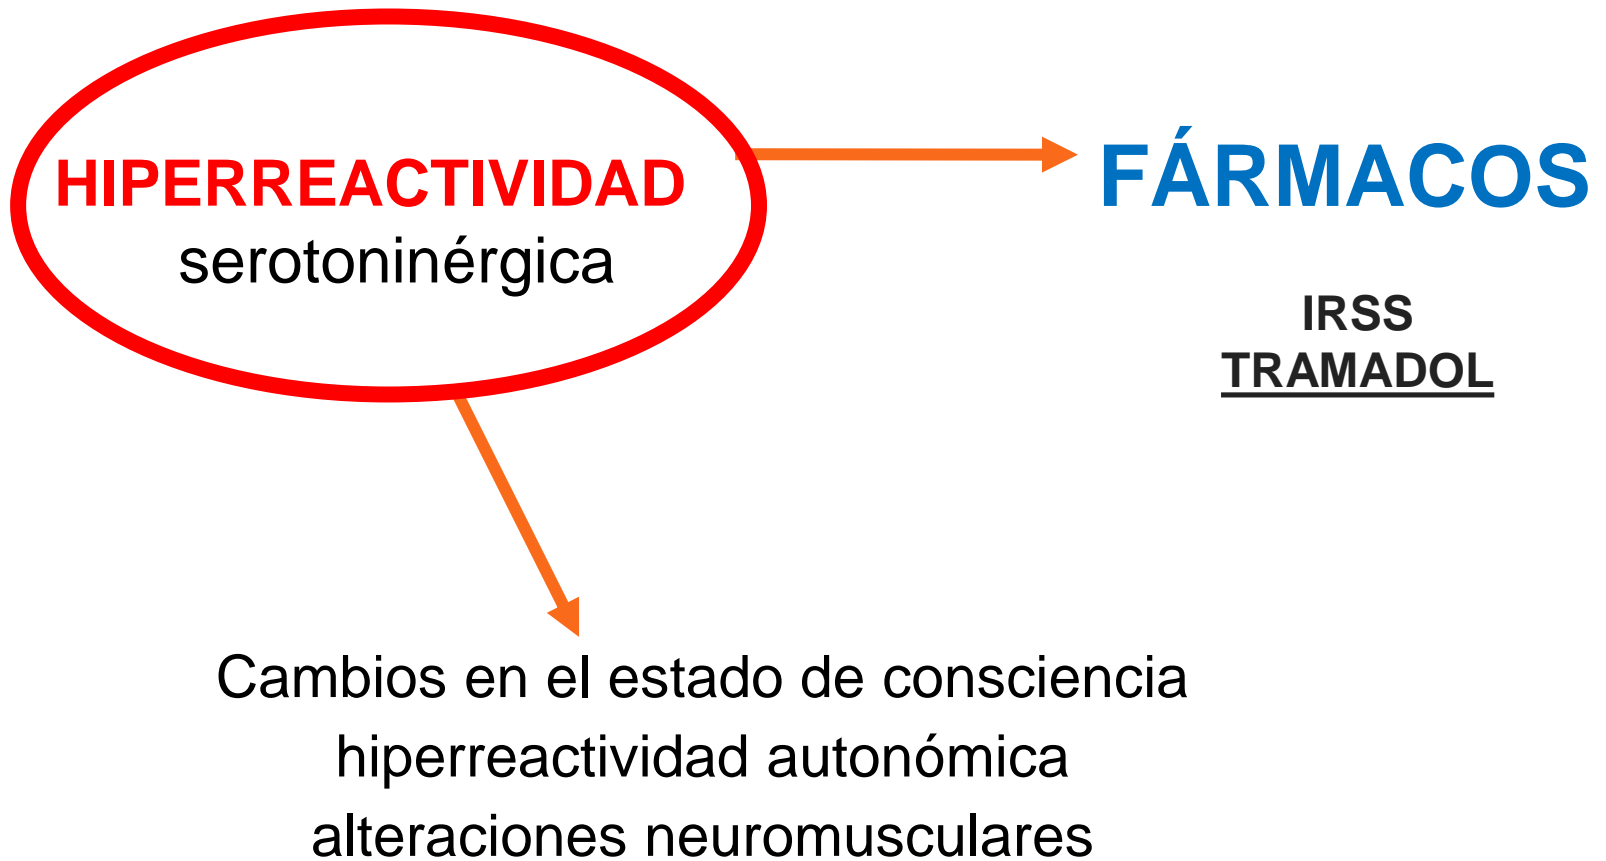 HIPERREACTIVIDAD
serotoninérgica
FÁRMACOS
IRSS
TRAMADOL
Cambios en el estado de consciencia
hiperreactividad autonómica
alteraciones neuromusculares